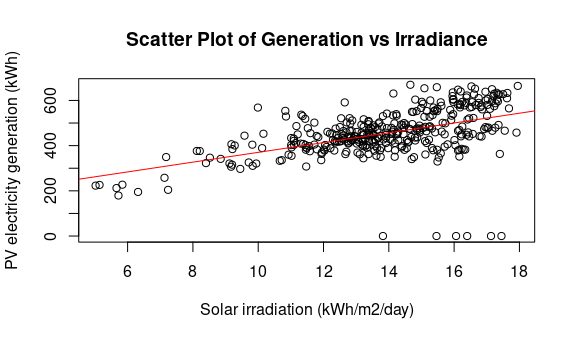 Scatter Plot of Generation vs Irradiance
PV electricity generation (kWh)
600
400
200
0
6 8 10 12 14 16 18
Solar irradiation (kWh/m2/day)